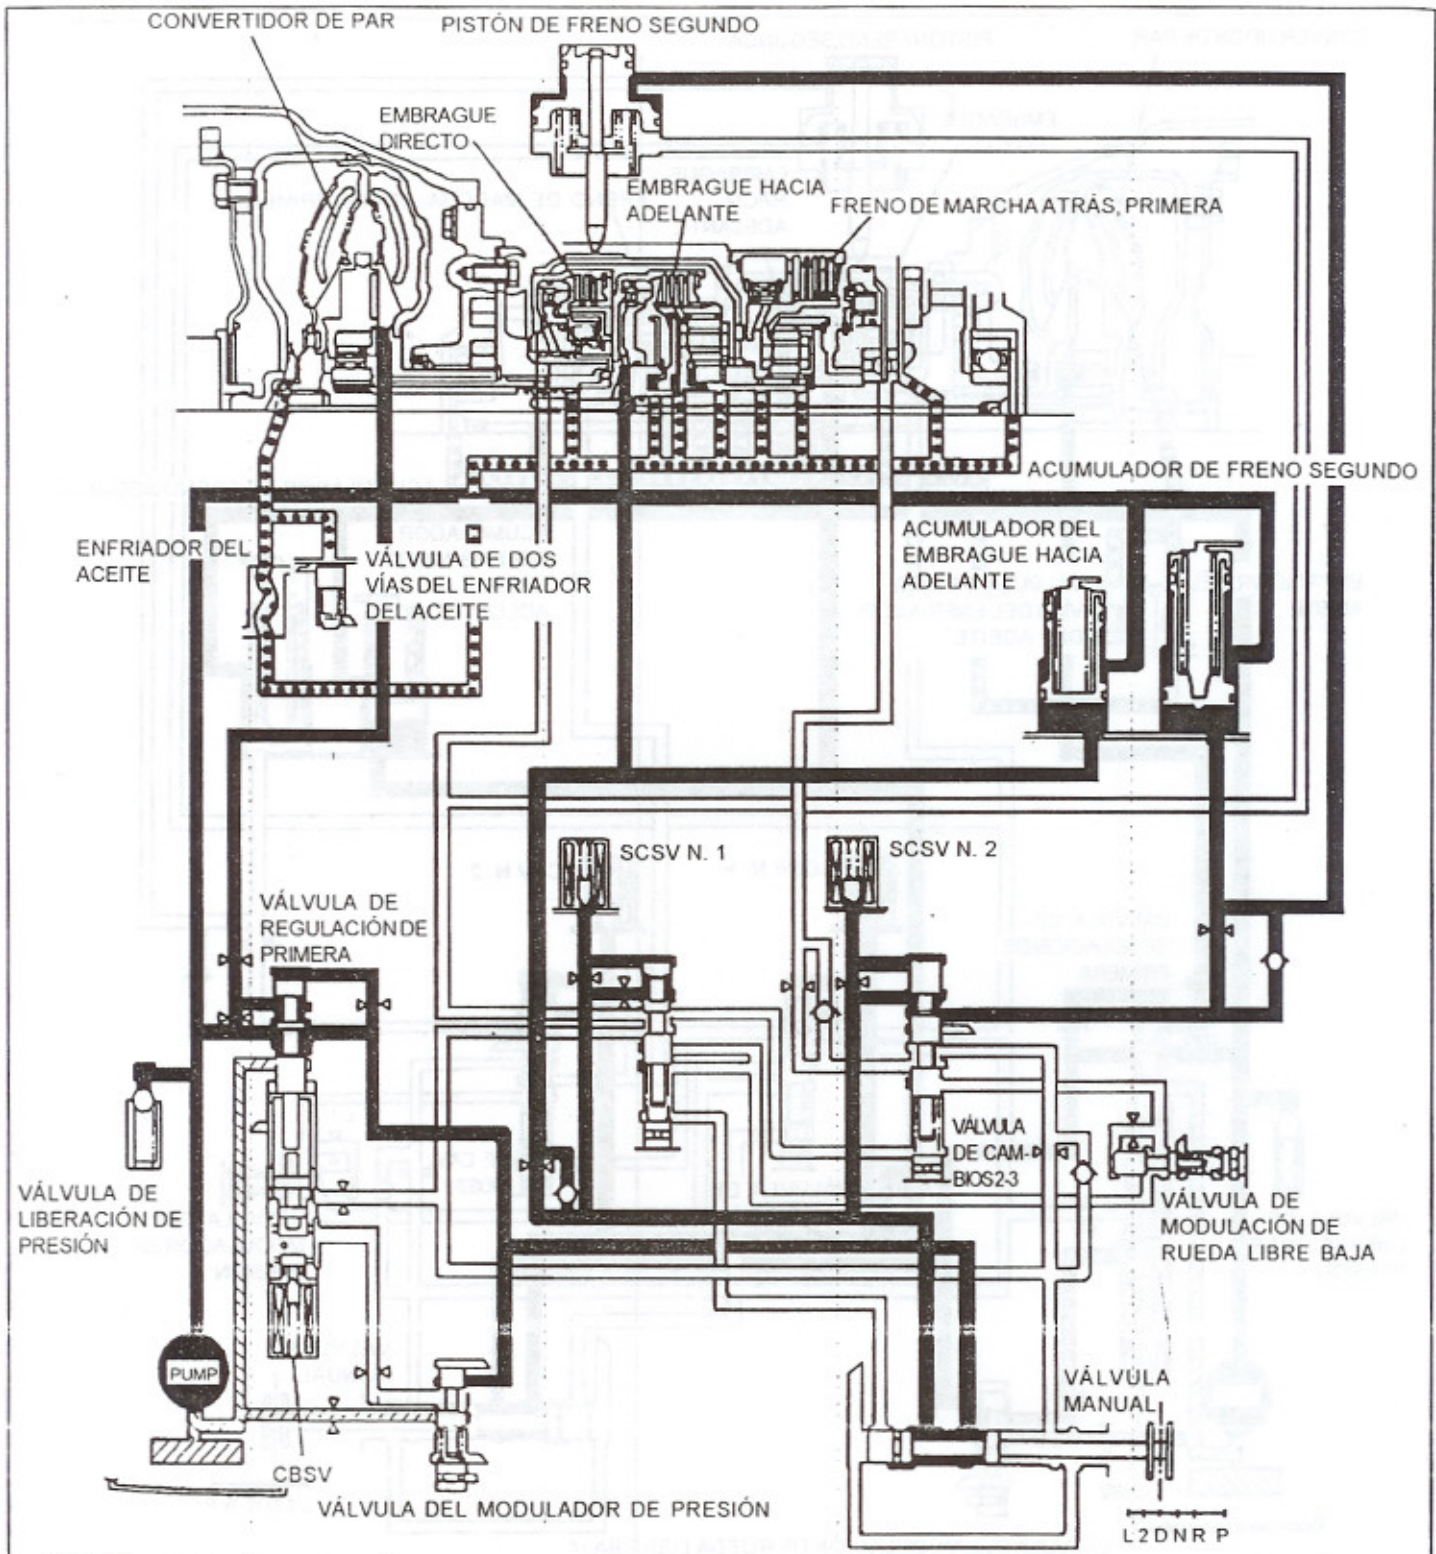 CONVERTIDOR DE PAR
PISTÓN DE FRENO SEGUNDO
EMBRAGUE
DIRECTO
EMBRAGUE HACIA
ADELANTE
FRENO DE MARCHA ATRÁS, PRIMERA
ACUMULADOR DE FRENO SEGUNDO
ACUMULADOR DEL
EMBRAGUE HACIA
ADELANTE
ENFRIADOR DEL
ACEITE
VÁLVULA DE DOS
VÍAS DEL ENFRIADOR
DEL ACEITE
SCSV N. 1
SCSV N. 2
VÁLVULA DE
REGULACIÓN DE
PRIMERA
VÁLVULA
DE CAM-
BIOS 2-3
VÁLVULA DE
LIBERACIÓN DE
PRESIÓN
VÁLVULA DE
MODULACIÓN DE
RUEDA LIBRE BAJA
PUMP
VÁLVULA
MANUAL
CBSV
VÁLVULA DEL MODULADOR DE PRESIÓN
L 2 D N R P